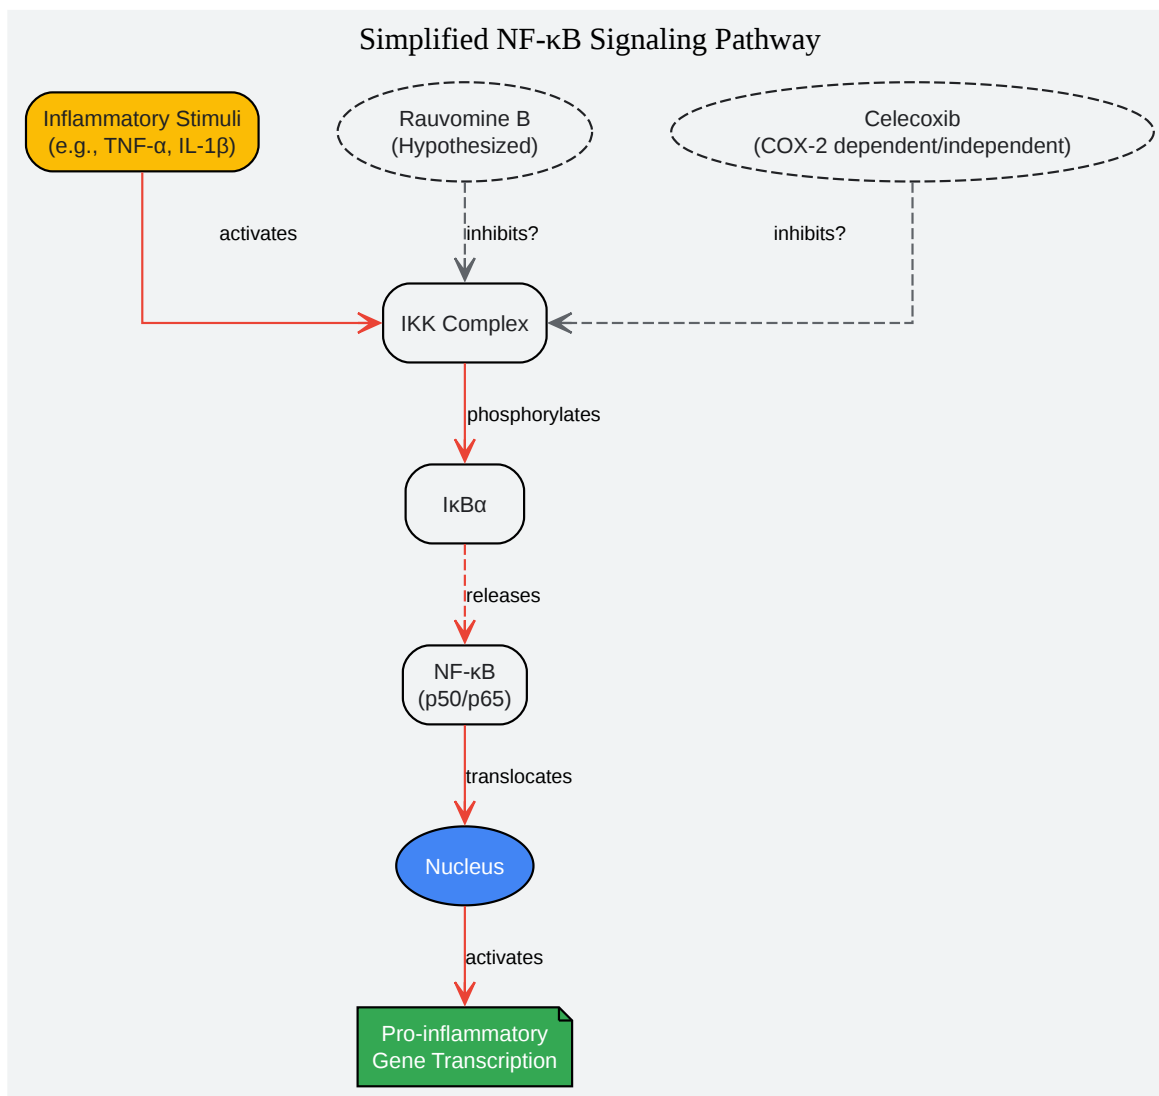 Simplified NF-κB Signaling Pathway
Inflammatory Stimuli
(e.g., TNF-α, IL-1β)
Rauvomine B
(Hypothesized)
Celecoxib
(COX-2 dependent/independent)
activates
inhibits?
inhibits?
IKK Complex
phosphorylates
IκBα
releases
NF-κB
(p50/p65)
translocates
Nucleus
activates
Pro-inflammatory
Gene Transcription